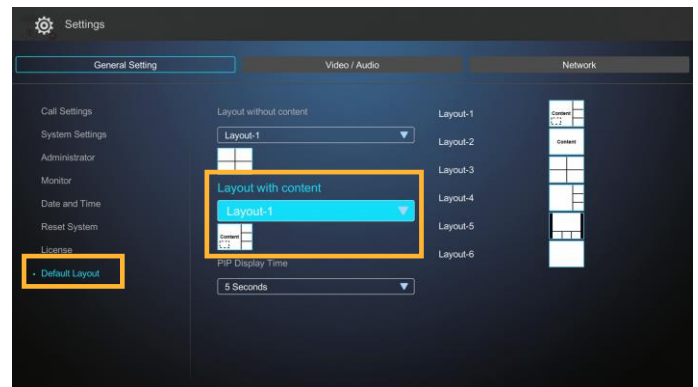 Settings
General Setting
Video / Audio
Network
Call Settings
System Settings
Administrator
Monitor
Date and Time
Reset System
License
• Default Layout
Layout without content
Layout-1
Layout with content
Layout-1
Content
PIP Display Time
5 Seconds
Layout-1
Content
Layout-2
Content
Layout-3
Layout-4
Layout-5
Layout-6